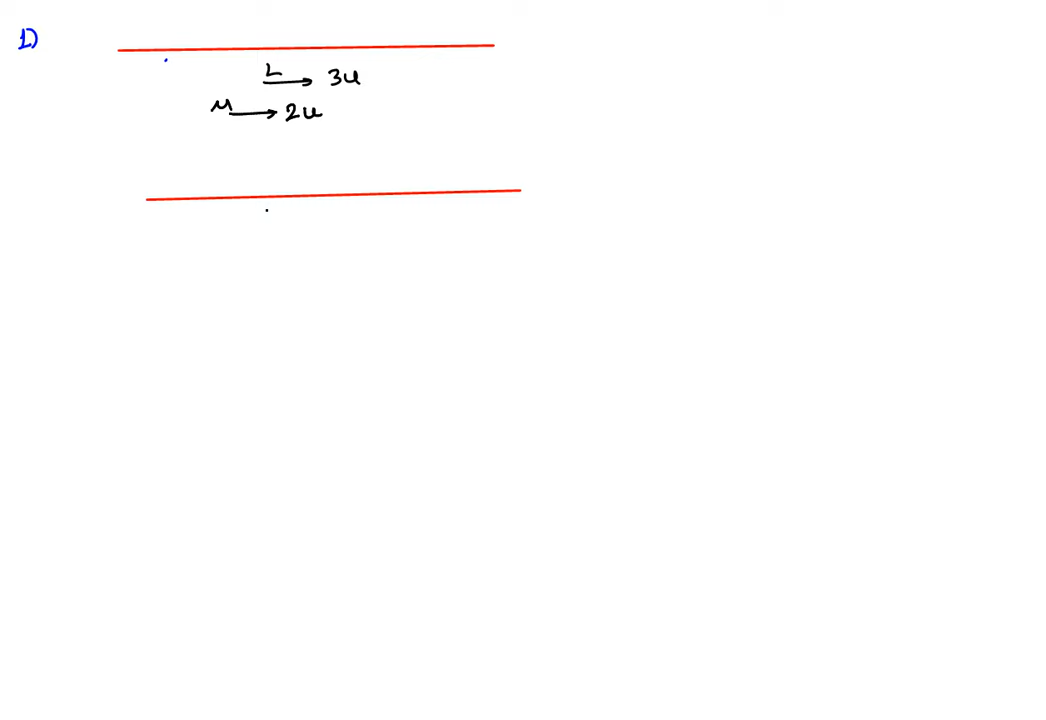 1)
L → 3u
M → 2u